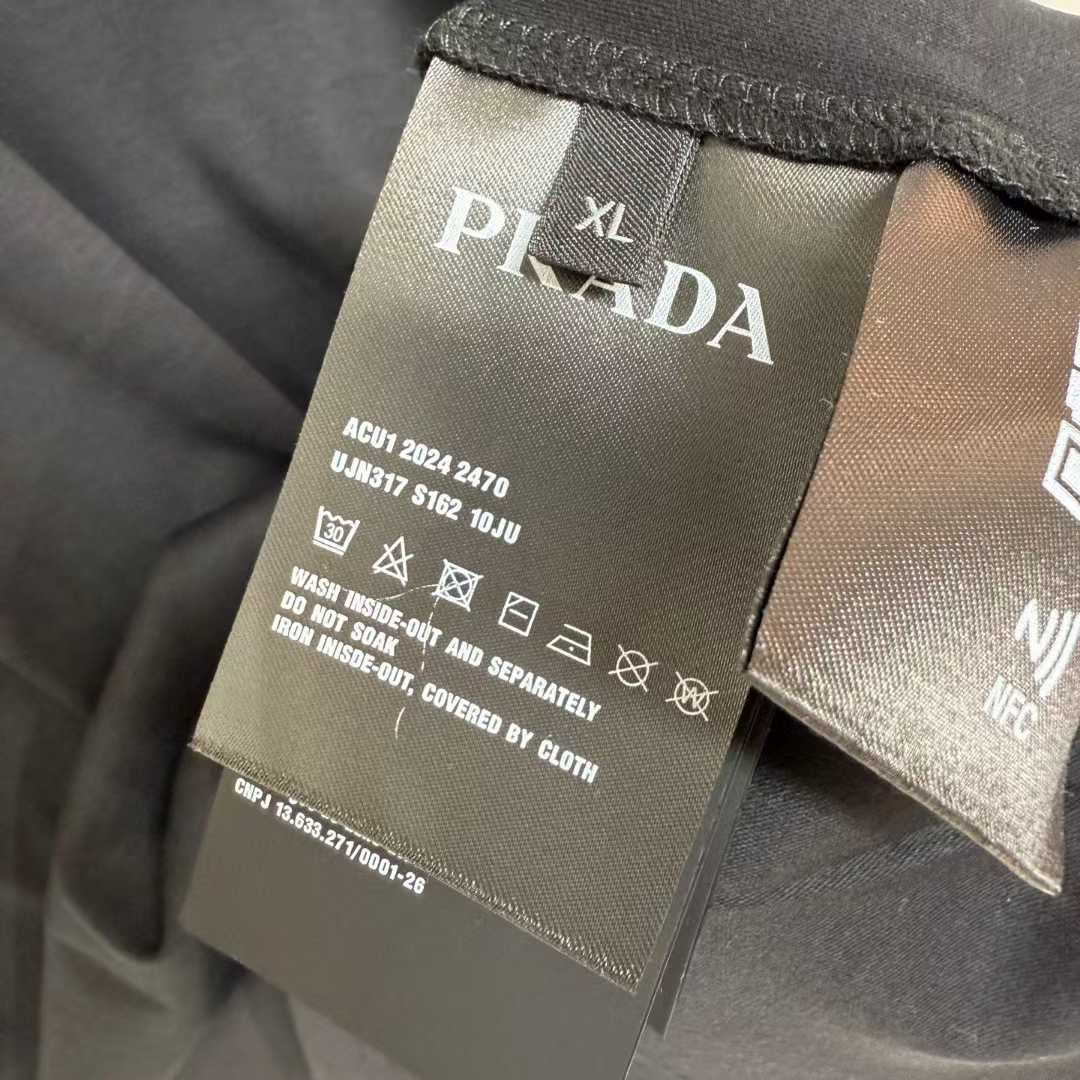 XL
PRADA
ACU1 2024 2470
UJN317 S162 10JU
30
W
WASH INSIDE-OUT AND SEPARATELY
DO NOT SOAK
IRON INISDE-OUT, COVERED BY CLOTH
CNPJ 13.633.271/0001-26
N
NFC